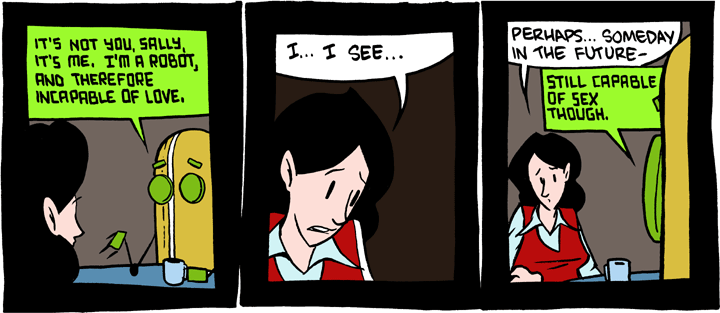 IT'S NOT YOU, SALLY,
IT'S ME. I'M A ROBOT,
AND THEREFORE
INCAPABLE OF LOVE.
I... I SEE...
PERHAPS... SOMEDAY
IN THE FUTURE-
STILL CAPABLE
OF SEX
THOUGH.